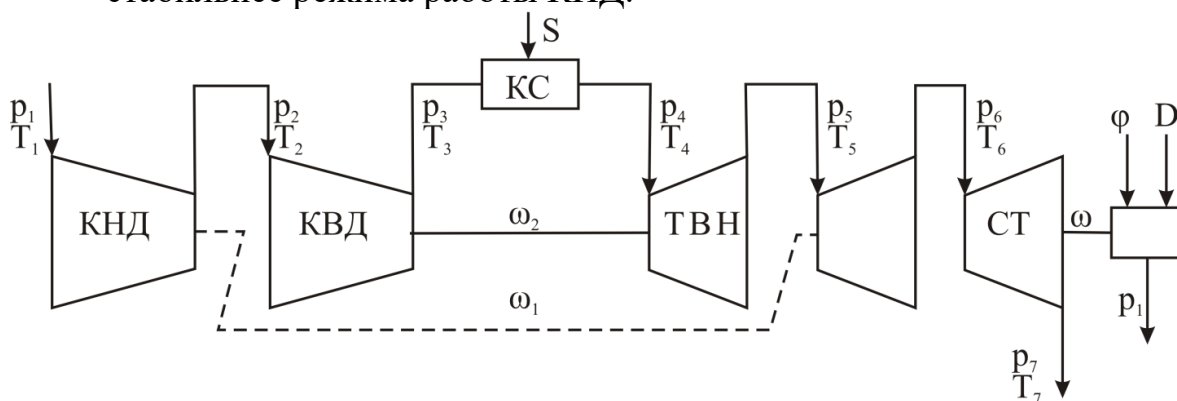 стабильнее режима работы КНД.
S
КС
p₁
T₁
p₂
T₂
p₃
T₃
p₄
T₄
p₅
T₅
p₆
T₆
φ
D
КНД
КВД
ω₂
ТВН
СТ
ω
ω₁
p₁
p₇
T₇